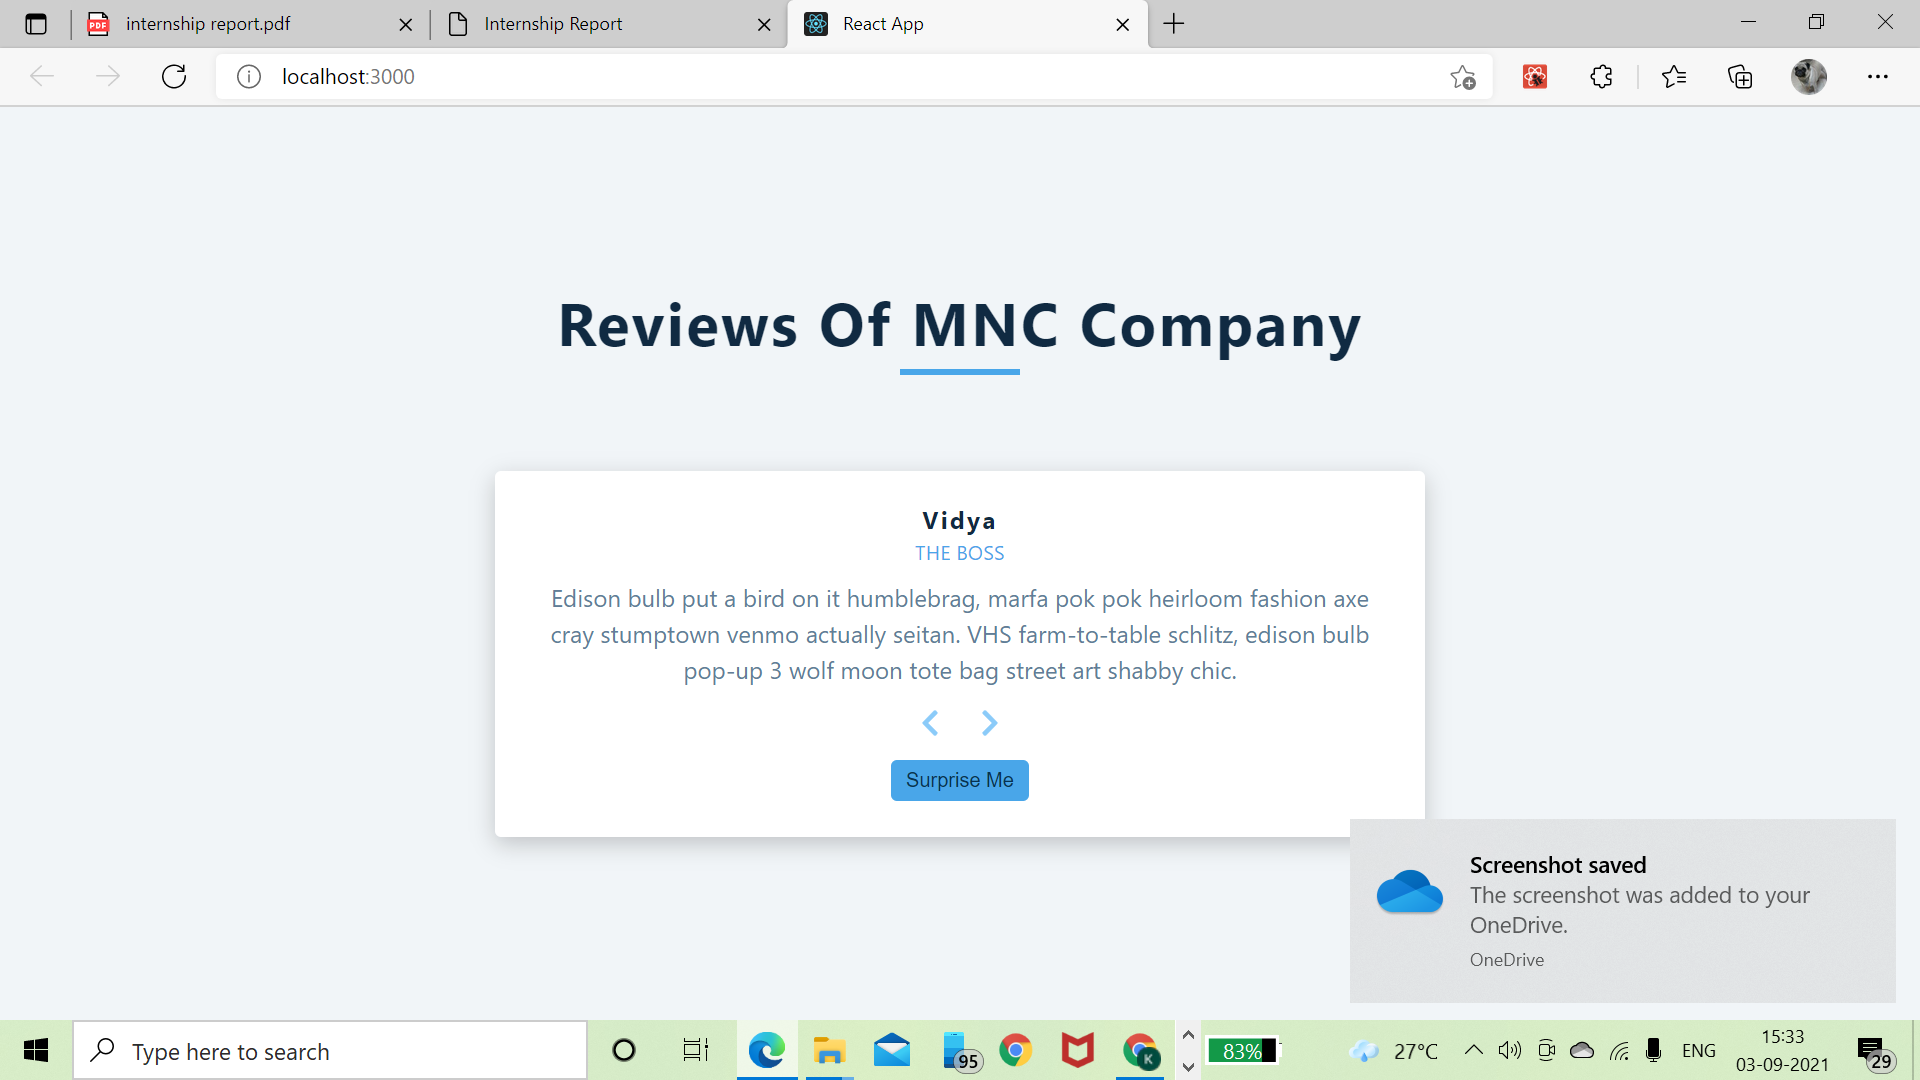 internship report.pdf
Internship Report
React App
localhost:3000
Reviews Of MNC Company
Vidya
THE BOSS
Edison bulb put a bird on it humblebrag, marfa pok pok heirloom fashion axe
cray stumptown venmo actually seitan. VHS farm-to-table schlitz, edison bulb
pop-up 3 wolf moon tote bag street art shabby chic.
Surprise Me
Screenshot saved
The screenshot was added to your
OneDrive.
OneDrive
Type here to search
95
K
83%
27°C
ENG
15:33
03-09-2021
29
PDF